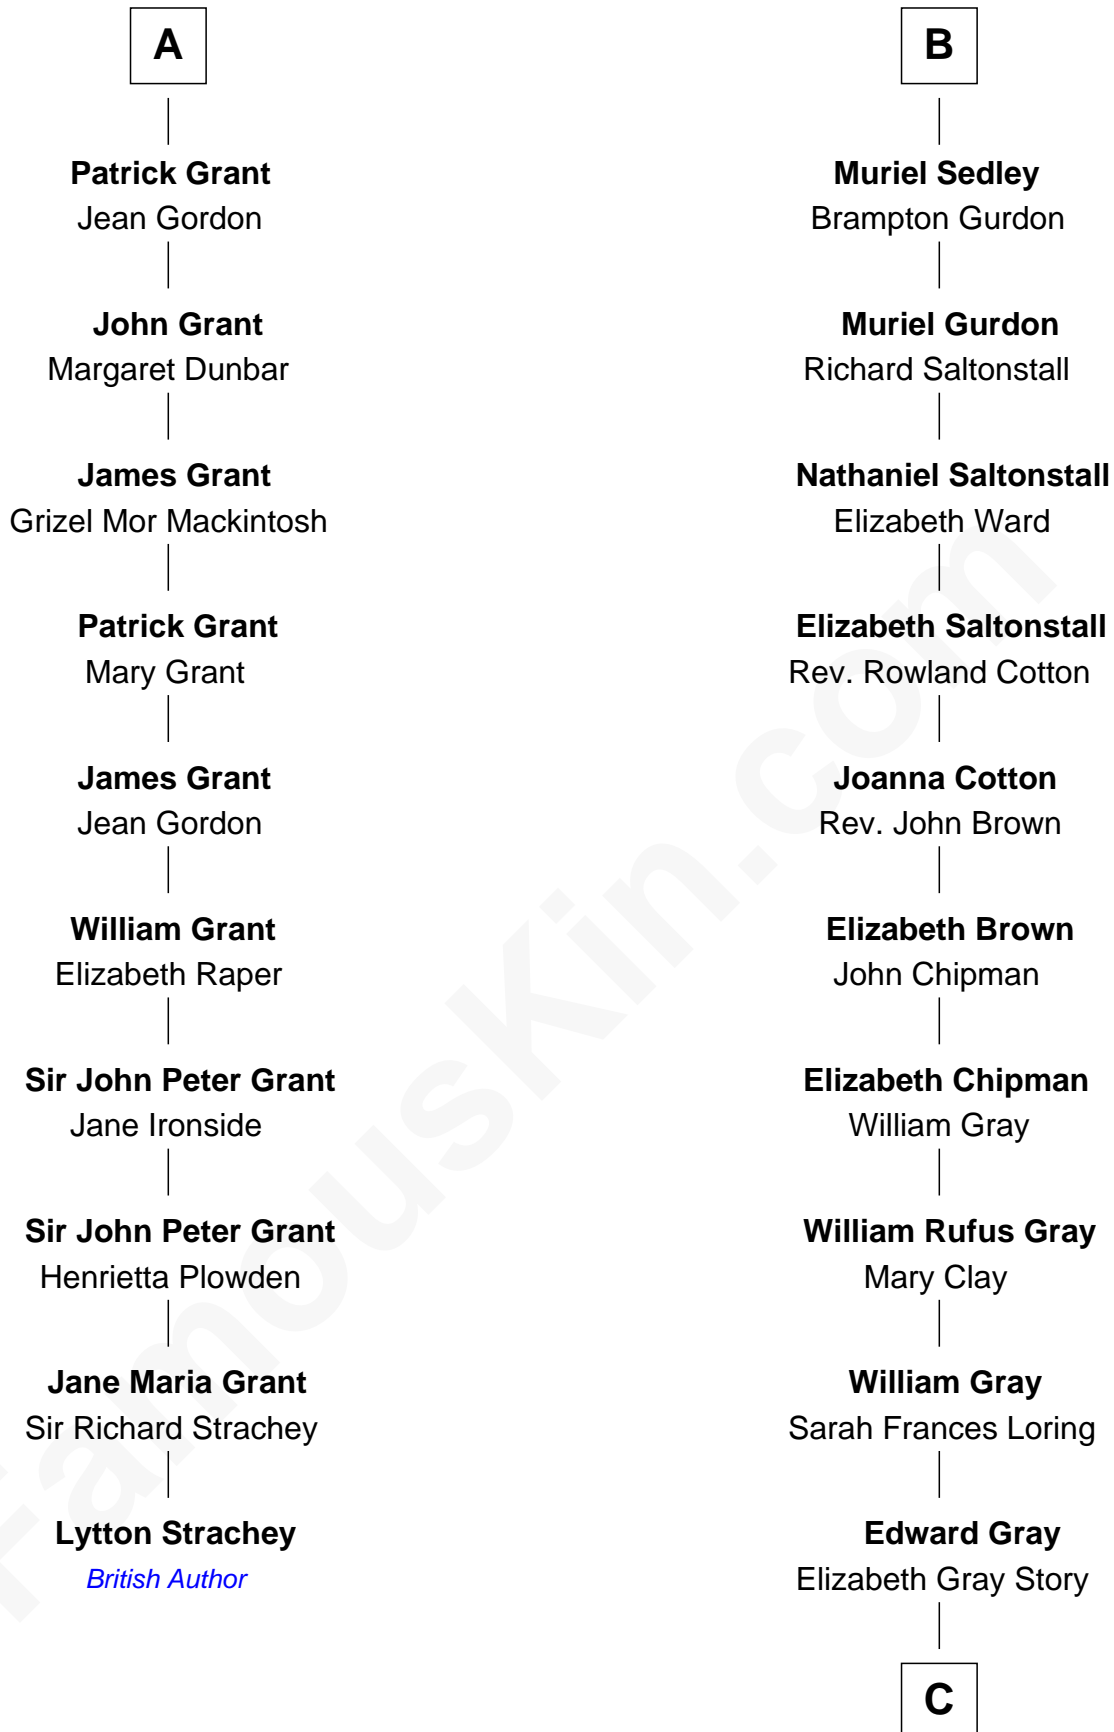 A
Patrick Grant
Jean Gordon
John Grant
Margaret Dunbar
James Grant
Grizel Mor Mackintosh
Patrick Grant
Mary Grant
James Grant
Jean Gordon
William Grant
Elizabeth Raper
Sir John Peter Grant
Jane Ironside
Sir John Peter Grant
Henrietta Plowden
Jane Maria Grant
Sir Richard Strachey
Lytton Strachey
British Author
B
Muriel Sedley
Brampton Gurdon
Muriel Gurdon
Richard Saltonstall
Nathaniel Saltonstall
Elizabeth Ward
Elizabeth Saltonstall
Rev. Rowland Cotton
Joanna Cotton
Rev. John Brown
Elizabeth Brown
John Chipman
Elizabeth Chipman
William Gray
William Rufus Gray
Mary Clay
William Gray
Sarah Frances Loring
Edward Gray
Elizabeth Gray Story
C
FamousKin.com